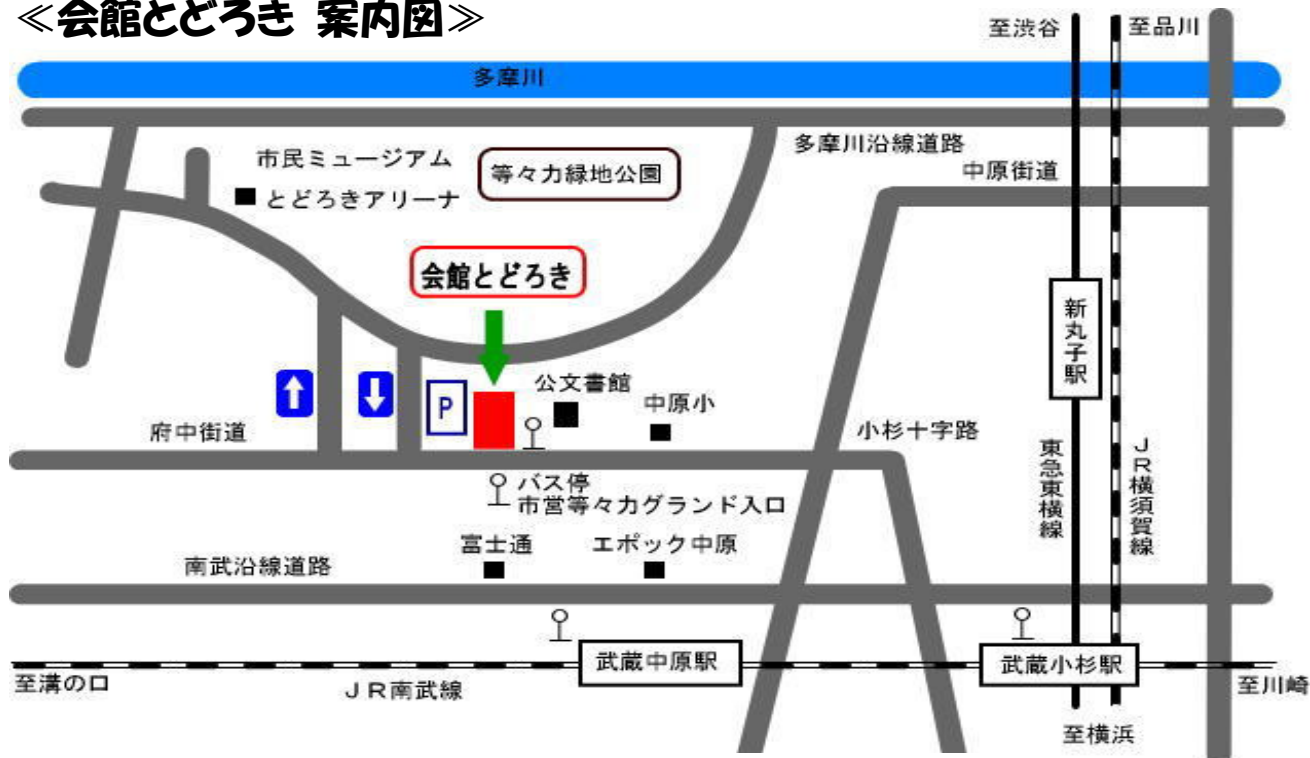 ≪会館とどろき 案内図≫
至渋谷
至品川
多摩川
多摩川沿線道路
市民ミュージアム
とどろきアリーナ
等々力緑地公園
中原街道
会館とどろき
新丸子駅
P
公文書館
中原小
府中街道
小杉十字路
東急東横線
JR横須賀線
バス停
市営等々力グランド入口
富士通
エポック中原
南武沿線道路
武蔵中原駅
武蔵小杉駅
至溝の口
JR南武線
至川崎
至横浜